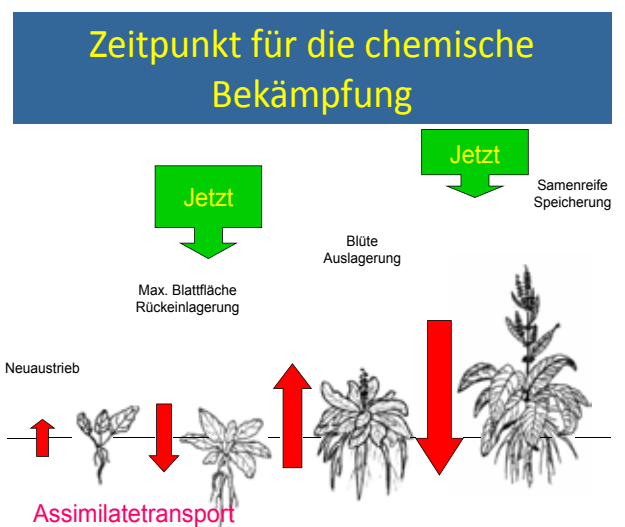 Zeitpunkt für die chemische
Bekämpfung
Jetzt
Jetzt
Samenreife
Speicherung
Blüte
Auslagerung
Max. Blattfläche
Rückeinlagerung
Neuaustrieb
Assimilatetransport